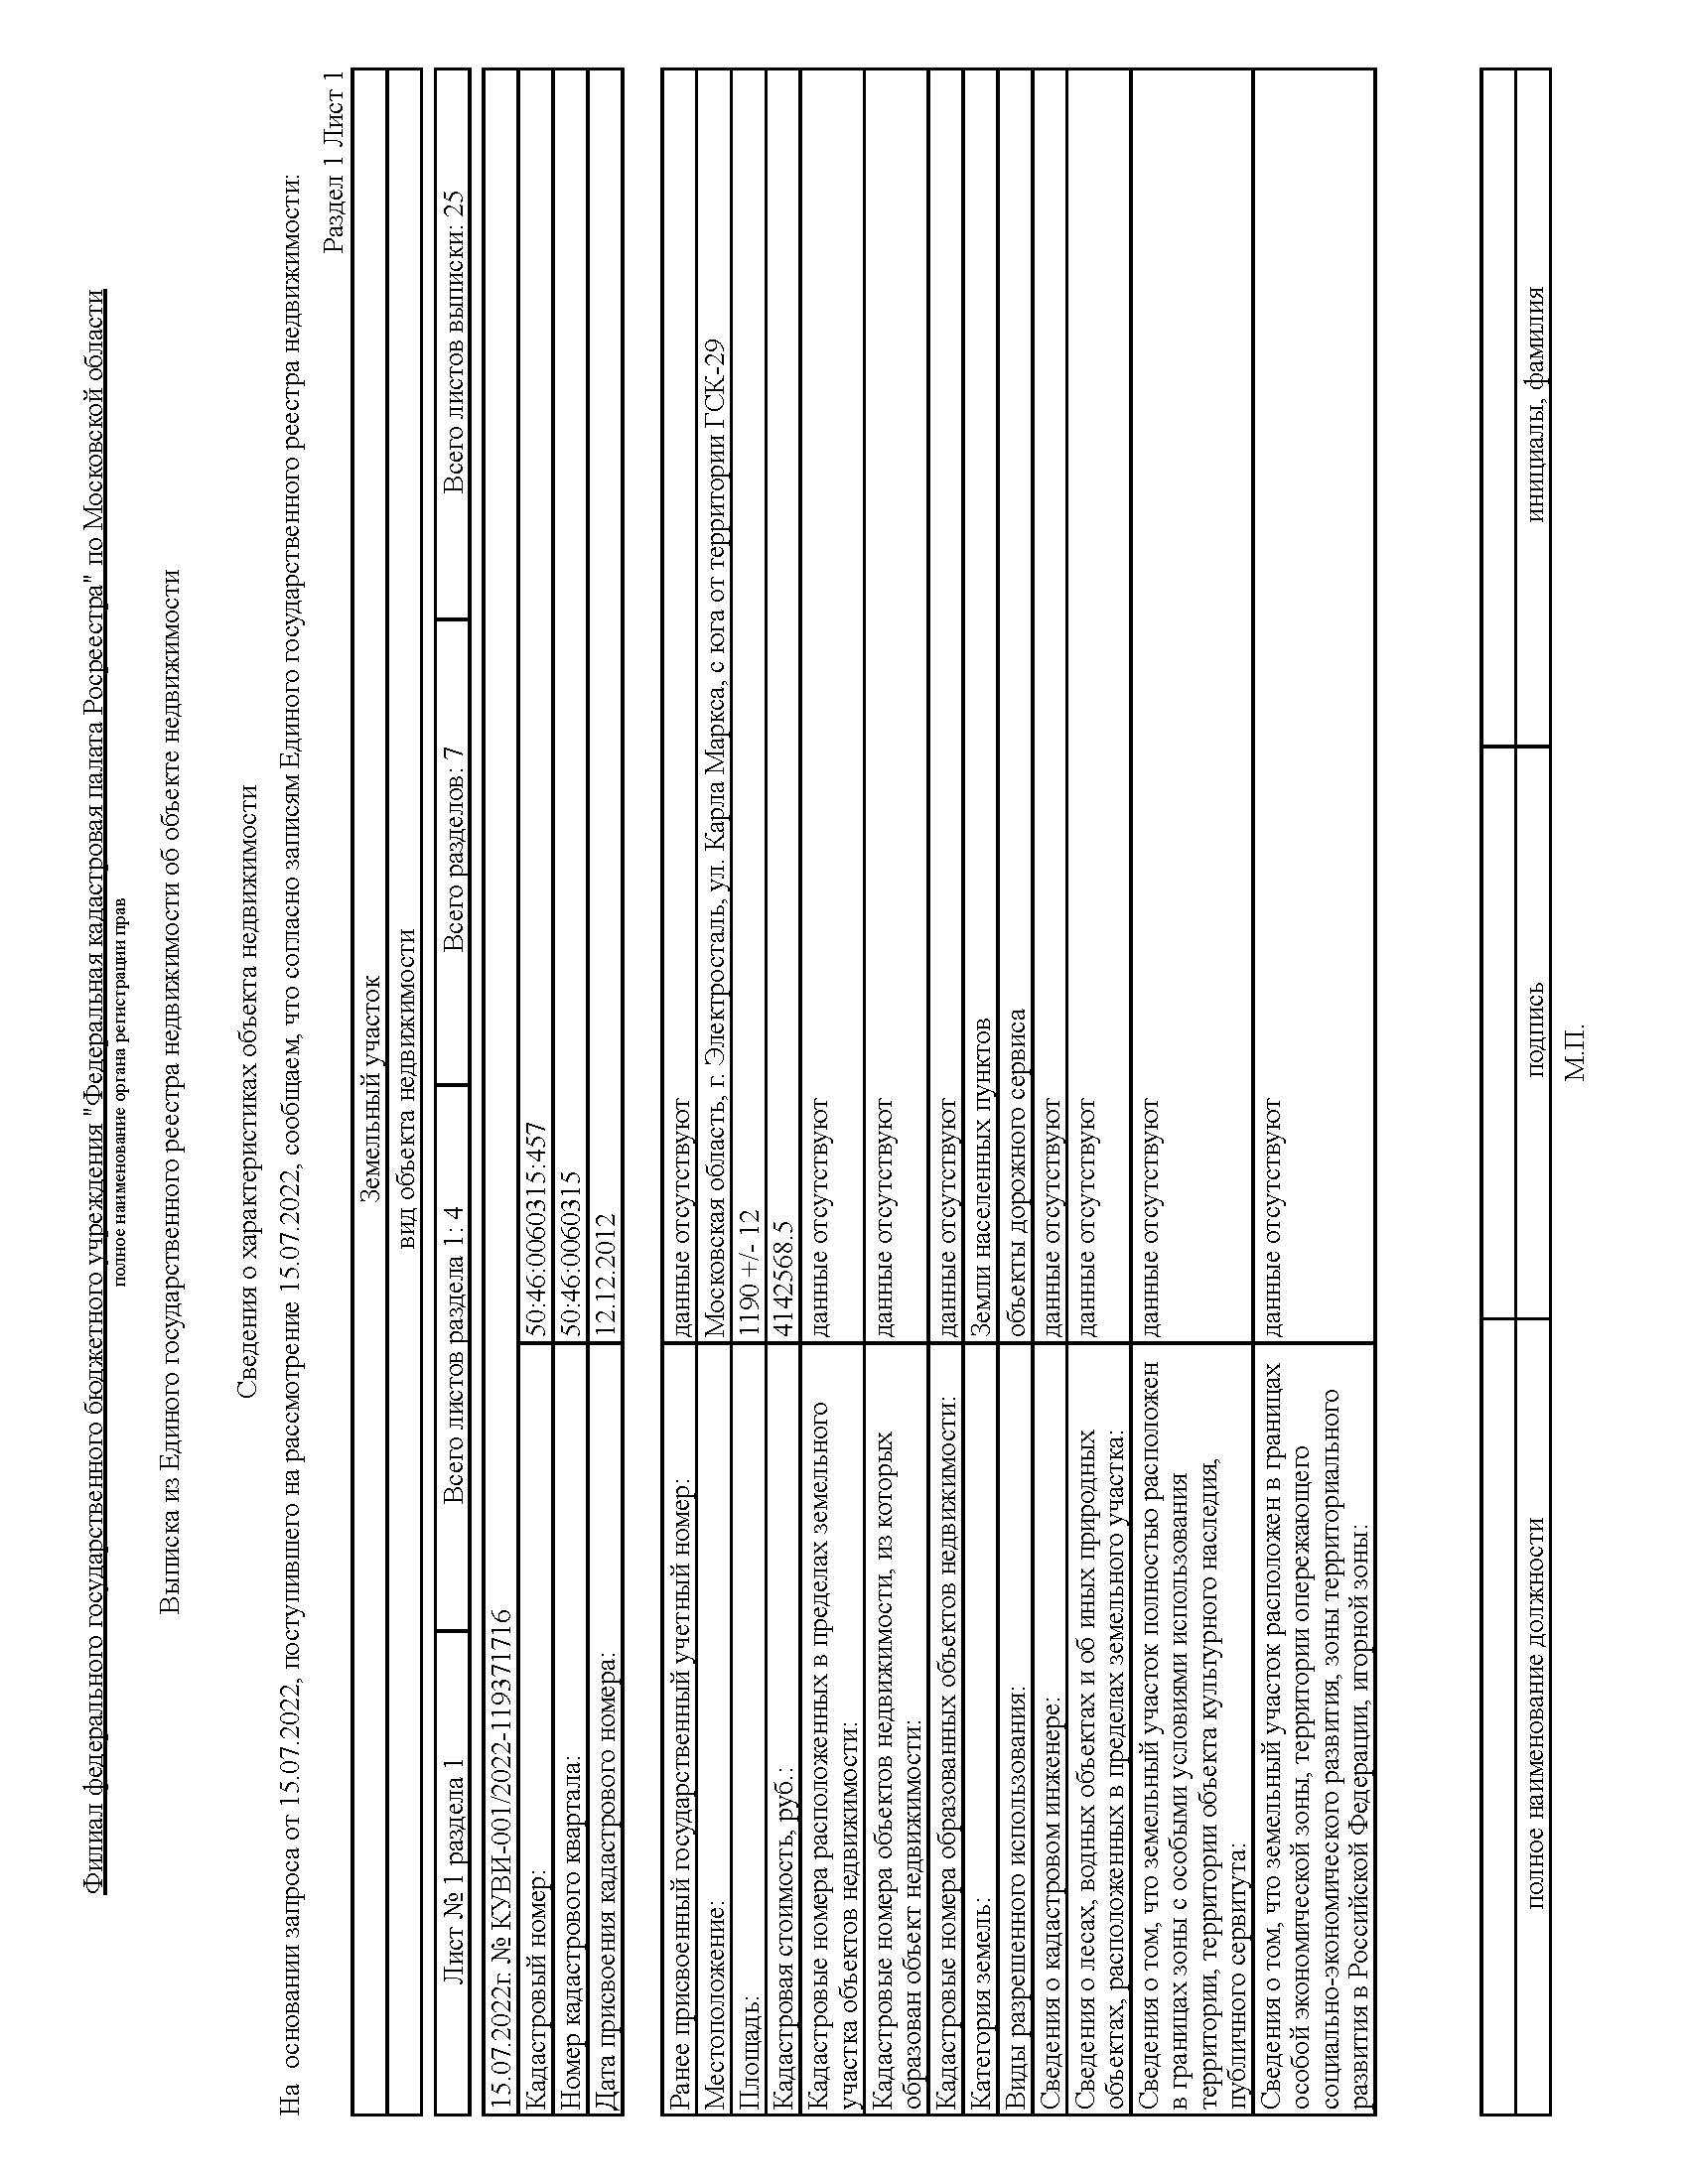 Филиал федерального государственного бюджетного учреждения "Федеральная кадастровая палата Росреестра" по Московской области
полное наименование органа регистрации прав
Выписка из Единого государственного реестра недвижимости об объекте недвижимости
Сведения о характеристиках объекта недвижимости
На основании запроса от 15.07.2022, поступившего на рассмотрение 15.07.2022, сообщаем, что согласно записям Единого государственного реестра недвижимости:
Раздел 1 Лист 1
Земельный участок
вид объекта недвижимости
Лист № 1 раздела 1 Всего листов раздела 1: 4 Всего разделов: 7 Всего листов выписки: 25
15.07.2022г. № КУВИ-001/2022-119371716
Кадастровый номер: 50:46:0060315:457
Номер кадастрового квартала: 50:46:0060315
Дата присвоения кадастрового номера: 12.12.2012
Ранее присвоенный государственный учетный номер: данные отсутствуют
Местоположение: Московская область, г. Электросталь, ул. Карла Маркса, с юга от территории ГСК-29
Площадь: 1190 +/- 12
Кадастровая стоимость, руб.: 4142568.5
Кадастровые номера расположенных в пределах земельного данные отсутствуют
участка объектов недвижимости:
Кадастровые номера объектов недвижимости, из которых данные отсутствуют
образован объект недвижимости:
Кадастровые номера образованных объектов недвижимости: данные отсутствуют
Категория земель: Земли населенных пунктов
Виды разрешенного использования: объекты дорожного сервиса
Сведения о кадастровом инженере: данные отсутствуют
Сведения о лесах, водных объектах и об иных природных данные отсутствуют
объектах, расположенных в пределах земельного участка:
Сведения о том, что земельный участок полностью расположен данные отсутствуют
в границах зоны с особыми условиями использования
территории, территории объекта культурного наследия,
публичного сервитута:
Сведения о том, что земельный участок расположен в границах данные отсутствуют
особой экономической зоны, территории опережающего
социально-экономического развития, зоны территориального
развития в Российской Федерации, игорной зоны:
полное наименование должности подпись инициалы, фамилия
М.П.